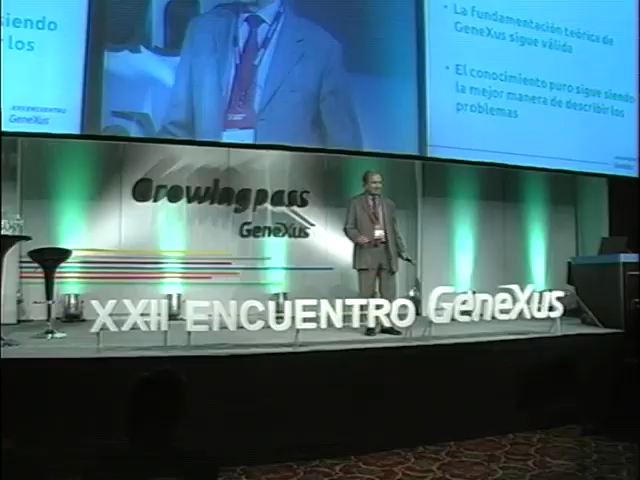 siendo
r los
XXII ENCUENTRO
GeneXus
• La fundamentación teórica de
GeneXus sigue válida
• El conocimiento puro sigue siendo
la mejor manera de describir los
problemas
Growing pass
GeneXus
XXII ENCUENTRO GeneXus